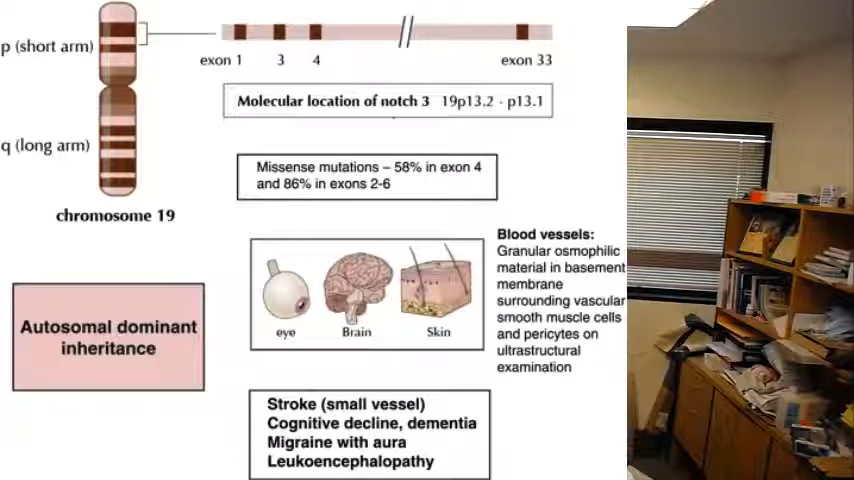 p (short arm)
exon 1 3 4 exon 33
Molecular location of notch 3 19p13.2 - p13.1
q (long arm)
Missense mutations – 58% in exon 4
and 86% in exons 2-6
chromosome 19
Blood vessels:
Granular osmophilic
material in basement
membrane
surrounding vascular
smooth muscle cells
and pericytes on
ultrastructural
examination
eye Brain Skin
Autosomal dominant
inheritance
Stroke (small vessel)
Cognitive decline, dementia
Migraine with aura
Leukoencephalopathy